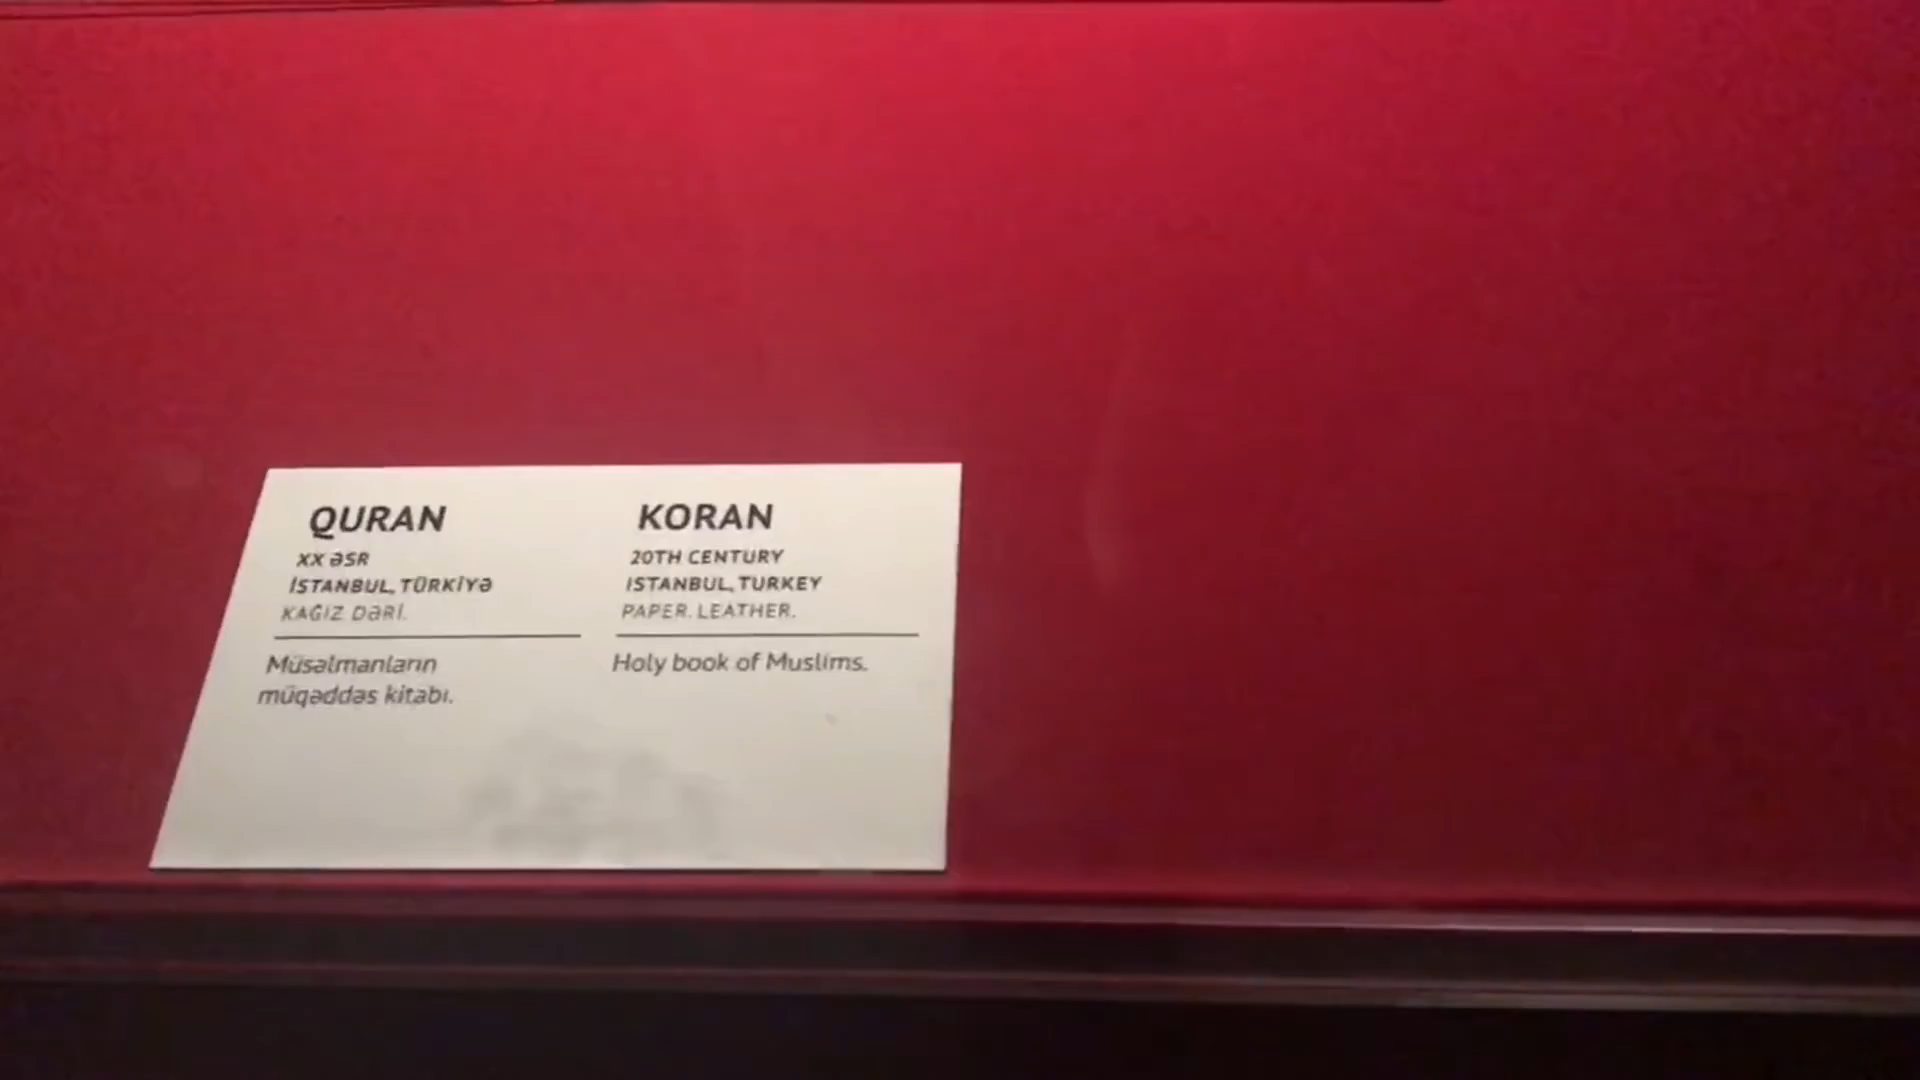 QURAN
XX ƏSR
İSTANBUL, TÜRKİYƏ
KAĞIZ. DƏRİ.
Müsəlmanların
müqəddəs kitabı.
KORAN
20TH CENTURY
ISTANBUL, TURKEY
PAPER. LEATHER.
Holy book of Muslims.